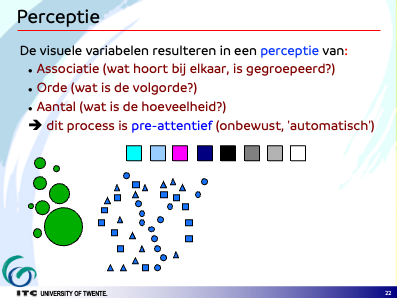 Perceptie
De visuele variabelen resulteren in een perceptie van:
• Associatie (wat hoort bij elkaar, is gegroepeerd?)
• Orde (wat is de volgorde?)
• Aantal (wat is de hoeveelheid?)
➔ dit process is pre-attentief (onbewust, 'automatisch')
ITC UNIVERSITY OF TWENTE.
22